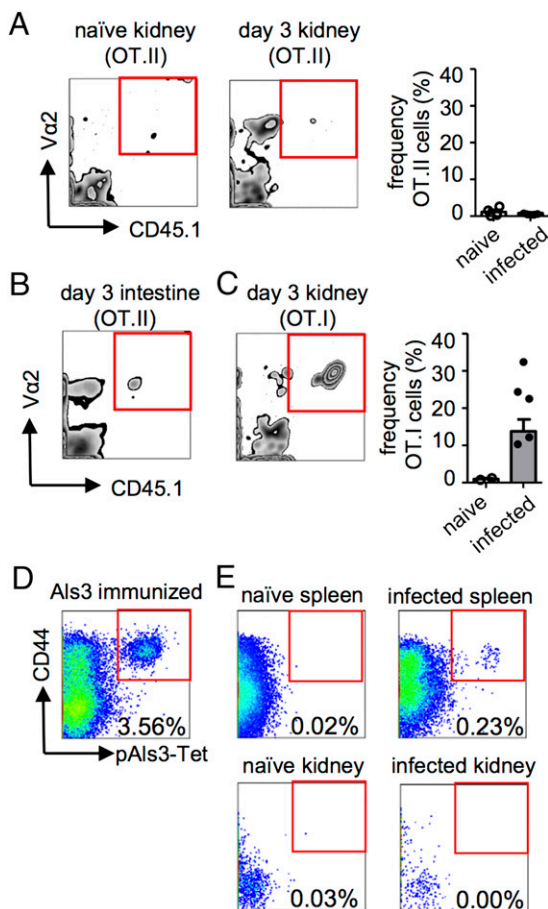 A
naïve kidney
(OT.II)
day 3 kidney
(OT.II)
Vα2
CD45.1
frequency
OT.II cells (%)
40
30
20
10
0
naive
infected
B
day 3 intestine
(OT.II)
Vα2
CD45.1
C
day 3 kidney
(OT.I)
frequency
OT.I cells (%)
40
30
20
10
0
naive
infected
D
Als3 immunized
CD44
3.56%
pAls3-Tet
E
naïve spleen
0.02%
infected spleen
0.23%
naïve kidney
0.03%
infected kidney
0.00%